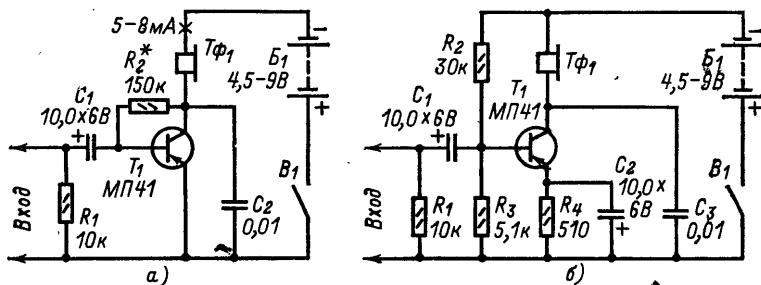 5-8мА
R2*
150к
Тф1
Б1
4,5-9В
C1
10,0×6В
+
T1
МП41
Вход
R1
10к
C2
0,01
В1
−
+
а)
R2
30к
Тф1
Б1
4,5-9В
T1
МП41
C1
10,0×6В
+
Вход
R1
10к
R3
5,1к
R4
510
C2
10,0×
6В
+
C3
0,01
В1
−
+
б)